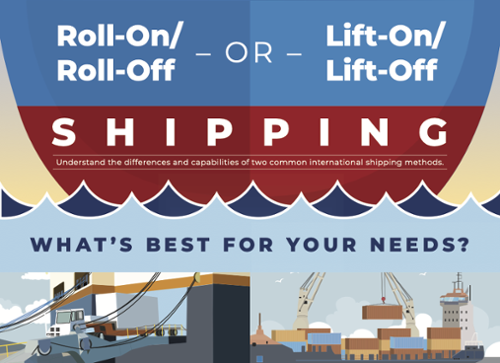 Roll-On/
Roll-Off
– OR –
Lift-On/
Lift-Off
SHIPPING
Understand the differences and capabilities of two common international shipping methods.
WHAT'S BEST FOR YOUR NEEDS?